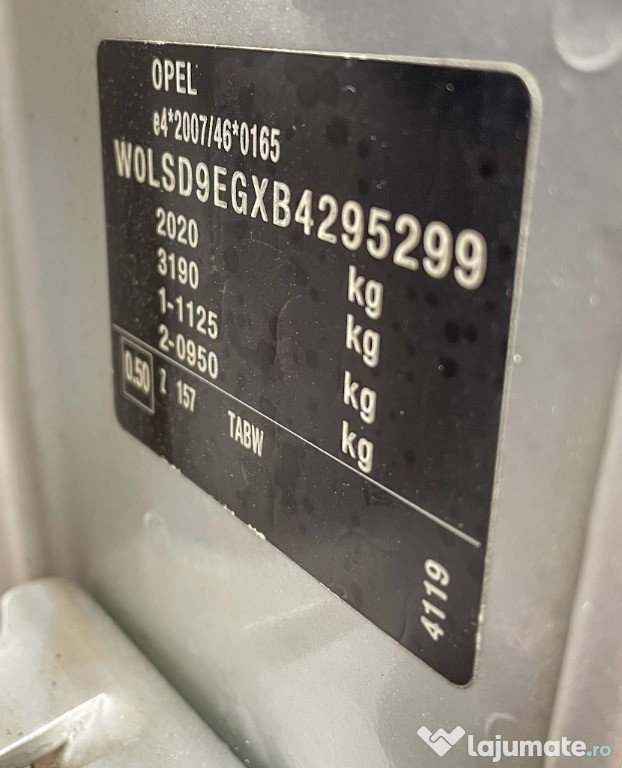 OPEL
e4*2007/46*0165
W0LSD9EGXB4295299
2020 kg
3190 kg
1-1125 kg
2-0950 kg
0.50 Z 157 TABW
4119
lajumate.ro